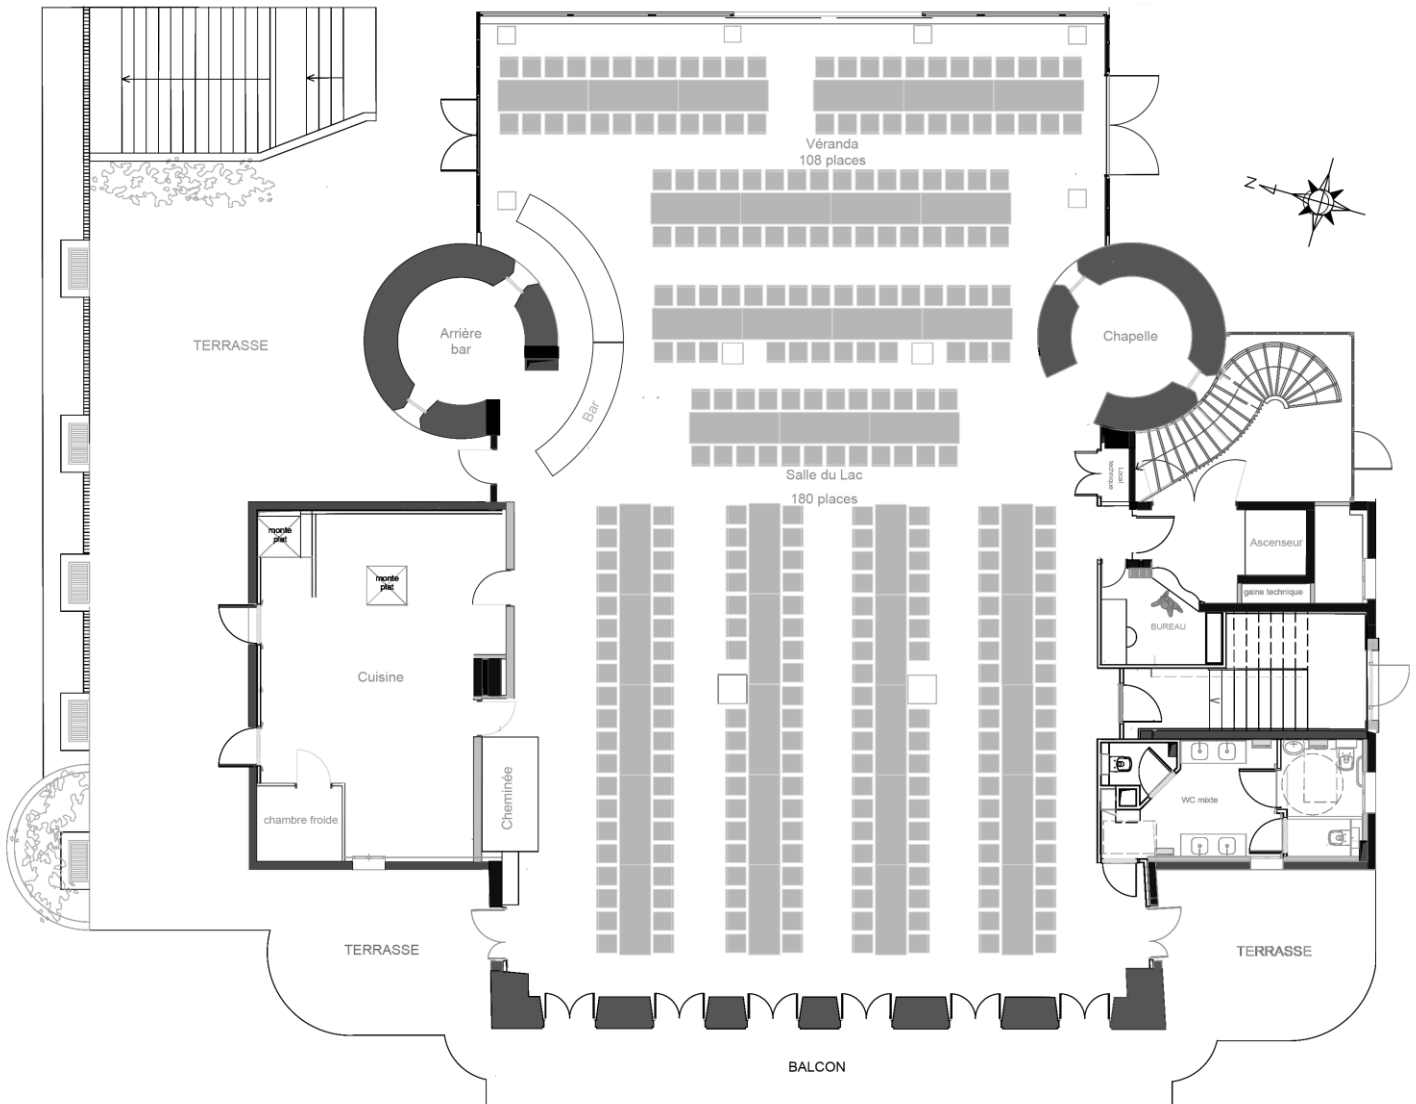 Véranda
108 places
N
TERRASSE
Arrière
bar
Chapelle
Bar
Salle du Lac
180 places
Local
technique
monte
plat
monte
plat
Ascenseur
gaine technique
BUREAU
Cuisine
Cheminée
chambre froide
WC mixte
TERRASSE
TERRASSE
BALCON